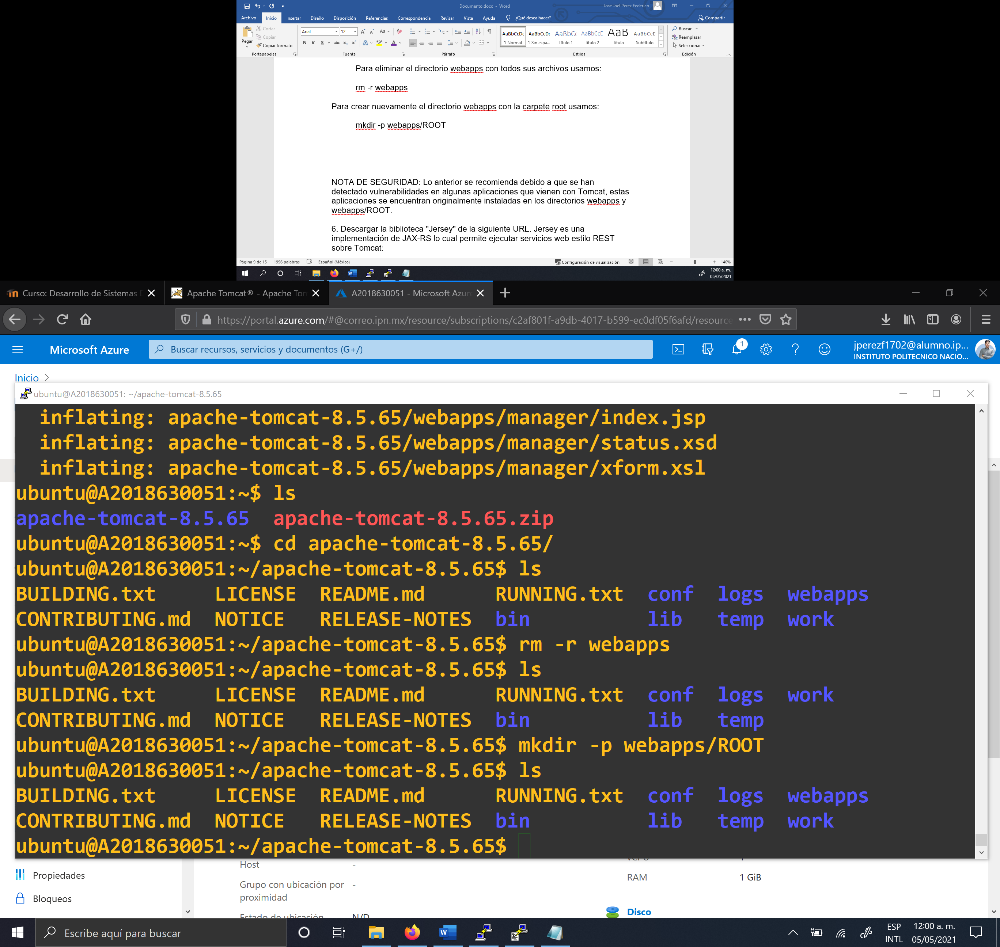 Documento.docx - Word
Jose Joel Perez Federico
Archivo Inicio Insertar Diseño Disposición Referencias Correspondencia Revisar Vista Ayuda ¿Qué desea hacer? Compartir
Pegar
Cortar
Copiar
Copiar formato
Portapapeles
Arial 12
Fuente
Párrafo
AaBbCcDc AaBbCcDc AaBbC( AaBbCcE AaB AaBbCcC
¶ Normal ¶ Sin espa... Título 1 Título 2 Título Subtítulo
Estilos
Buscar
Reemplazar
Seleccionar
Edición
Para eliminar el directorio webapps con todos sus archivos usamos:
rm -r webapps
Para crear nuevamente el directorio webapps con la carpete root usamos:
mkdir -p webapps/ROOT
NOTA DE SEGURIDAD: Lo anterior se recomienda debido a que se han
detectado vulnerabilidades en algunas aplicaciones que vienen con Tomcat, estas
aplicaciones se encuentran originalmente instaladas en los directorios webapps y
webapps/ROOT.
6. Descargar la biblioteca "Jersey" de la siguiente URL. Jersey es una
implementación de JAX-RS lo cual permite ejecutar servicios web estilo REST
sobre Tomcat:
Página 9 de 15 1996 palabras Español (México) Configuración de visualización 140%
12:00 a. m.
05/05/2021
Curso: Desarrollo de Sistemas Apache Tomcat® - Apache Tom A2018630051 - Microsoft Azure
https://portal.azure.com/#@correo.ipn.mx/resource/subscriptions/c2af801f-a9db-4017-b599-ec0df05f6afd/resource
Microsoft Azure Buscar recursos, servicios y documentos (G+/) 1 jperezf1702@alumno.ip...
INSTITUTO POLITECNICO NACIO...
Inicio >
ubuntu@A2018630051: ~/apache-tomcat-8.5.65
inflating: apache-tomcat-8.5.65/webapps/manager/index.jsp
inflating: apache-tomcat-8.5.65/webapps/manager/status.xsd
inflating: apache-tomcat-8.5.65/webapps/manager/xform.xsl
ubuntu@A2018630051:~$ ls
apache-tomcat-8.5.65 apache-tomcat-8.5.65.zip
ubuntu@A2018630051:~$ cd apache-tomcat-8.5.65/
ubuntu@A2018630051:~/apache-tomcat-8.5.65$ ls
BUILDING.txt LICENSE README.md RUNNING.txt conf logs webapps
CONTRIBUTING.md NOTICE RELEASE-NOTES bin lib temp work
ubuntu@A2018630051:~/apache-tomcat-8.5.65$ rm -r webapps
ubuntu@A2018630051:~/apache-tomcat-8.5.65$ ls
BUILDING.txt LICENSE README.md RUNNING.txt conf logs work
CONTRIBUTING.md NOTICE RELEASE-NOTES bin lib temp
ubuntu@A2018630051:~/apache-tomcat-8.5.65$ mkdir -p webapps/ROOT
ubuntu@A2018630051:~/apache-tomcat-8.5.65$ ls
BUILDING.txt LICENSE README.md RUNNING.txt conf logs webapps
CONTRIBUTING.md NOTICE RELEASE-NOTES bin lib temp work
ubuntu@A2018630051:~/apache-tomcat-8.5.65$
Host -
Propiedades
RAM 1 GiB
Grupo con ubicación por -
proximidad
Bloqueos
Estado de ubicación N/D
Disco
Escribe aquí para buscar
ESP
INTL
12:00 a. m.
05/05/2021